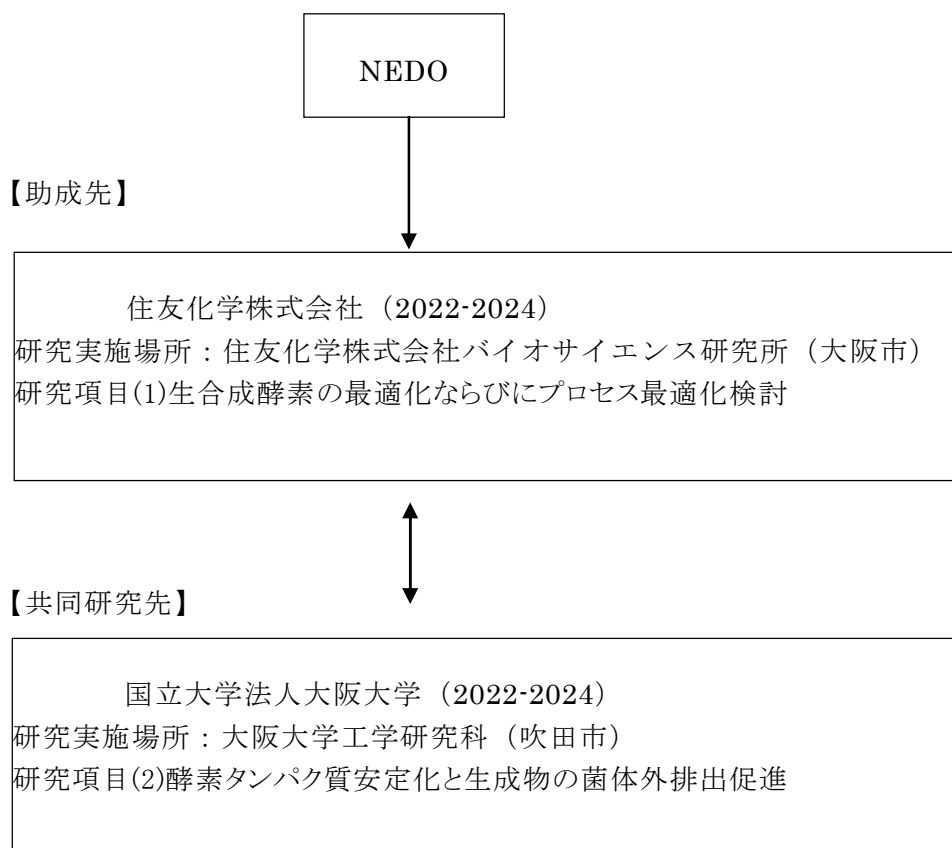 NEDO
【助成先】
住友化学株式会社（2022-2024）
研究実施場所：住友化学株式会社バイオサイエンス研究所（大阪市）
研究項目(1)生合成酵素の最適化ならびにプロセス最適化検討
【共同研究先】
国立大学法人大阪大学（2022-2024）
研究実施場所：大阪大学工学研究科（吹田市）
研究項目(2)酵素タンパク質安定化と生成物の菌体外排出促進